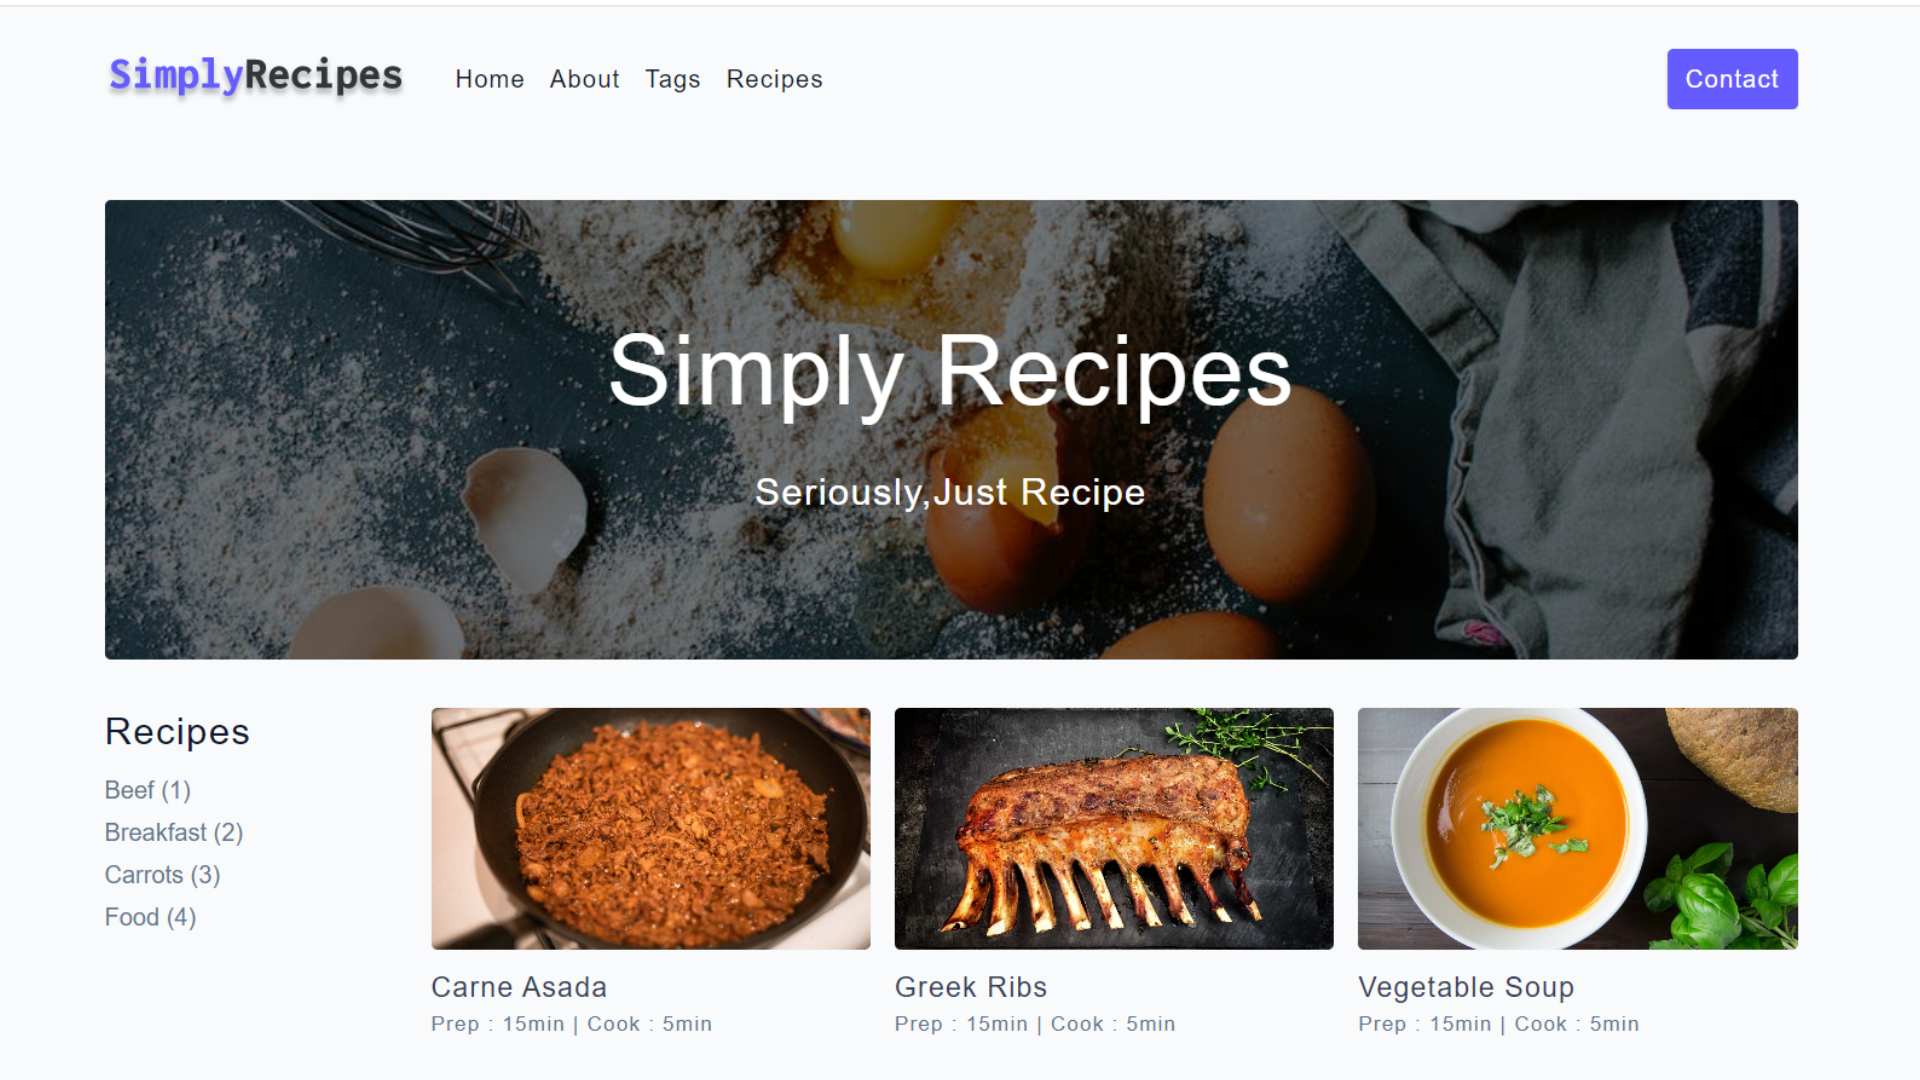 SimplyRecipes
Home About Tags Recipes
Contact
Simply Recipes
Seriously,Just Recipe
Recipes
Beef (1)
Breakfast (2)
Carrots (3)
Food (4)
Carne Asada
Prep : 15min | Cook : 5min
Greek Ribs
Prep : 15min | Cook : 5min
Vegetable Soup
Prep : 15min | Cook : 5min